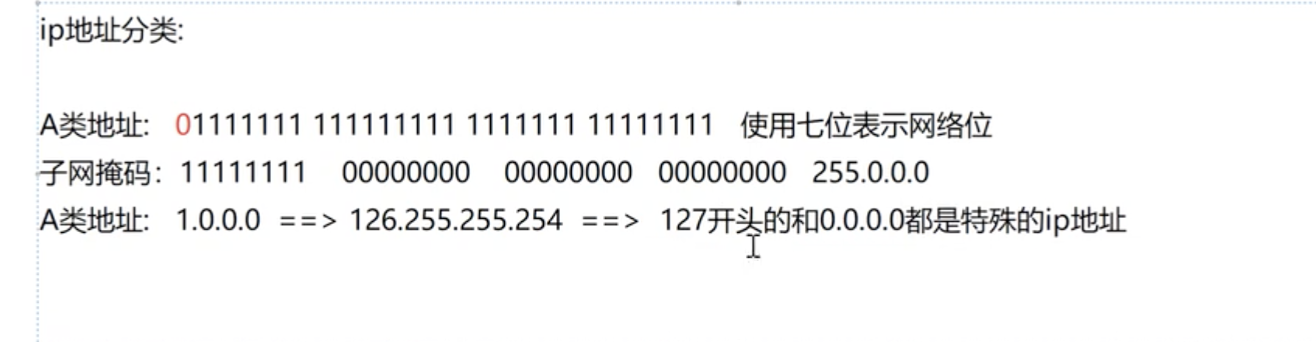 ip地址分类:
A类地址: 01111111 111111111 1111111 11111111 使用七位表示网络位
子网掩码: 11111111 00000000 00000000 00000000 255.0.0.0
A类地址: 1.0.0.0 ==> 126.255.255.254 ==> 127开头的和0.0.0.0都是特殊的ip地址